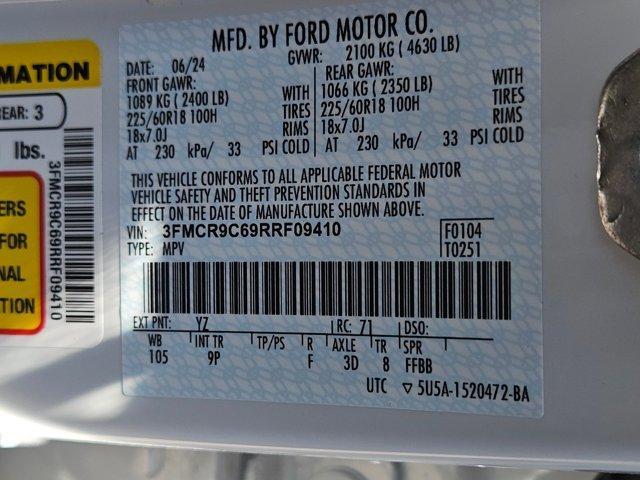 MATION
REAR: 3
lbs.
ERS
FOR
NAL
TION
3FMCR9C69RRF09410
MFD. BY FORD MOTOR CO.
DATE: 06/24 GVWR: 2100 KG ( 4630 LB)
FRONT GAWR: REAR GAWR:
1089 KG ( 2400 LB) WITH 1066 KG ( 2350 LB) WITH
225/60R18 100H TIRES 225/60R18 100H TIRES
18x7.0J RIMS 18x7.0J RIMS
AT 230 kPa/ 33 PSI COLD AT 230 kPa/ 33 PSI COLD
THIS VEHICLE CONFORMS TO ALL APPLICABLE FEDERAL MOTOR
VEHICLE SAFETY AND THEFT PREVENTION STANDARDS IN
EFFECT ON THE DATE OF MANUFACTURE SHOWN ABOVE.
VIN: 3FMCR9C69RRF09410 F0104
TYPE: MPV T0251
EXT PNT: YZ RC: 71 DSO:
WB INT TR TP/PS R AXLE TR SPR
105 9P F 3D 8 FFBB
UTC ▽ 5U5A-1520472-BA